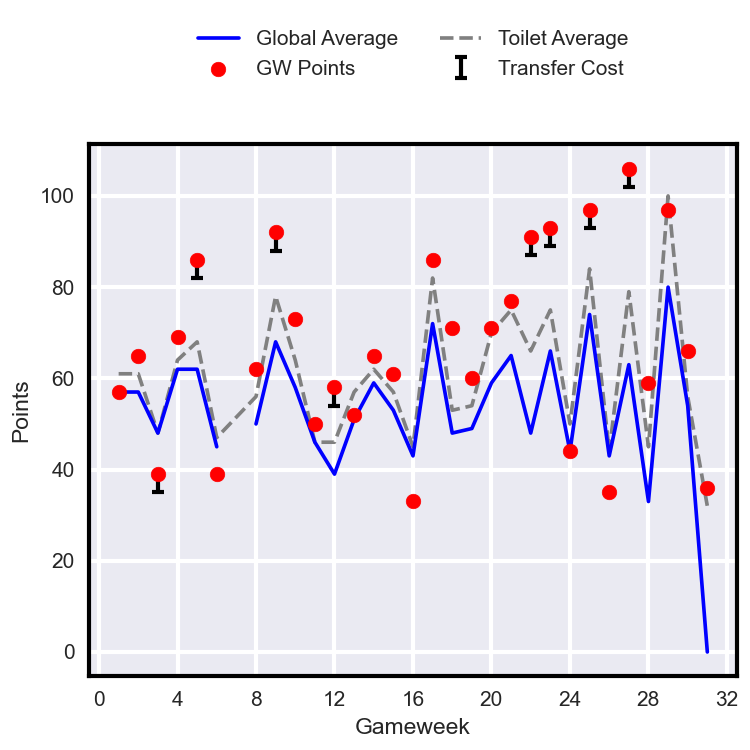 Global Average
GW Points
Toilet Average
Transfer Cost
Points
100
80
60
40
20
0
0 4 8 12 16 20 24 28 32
Gameweek